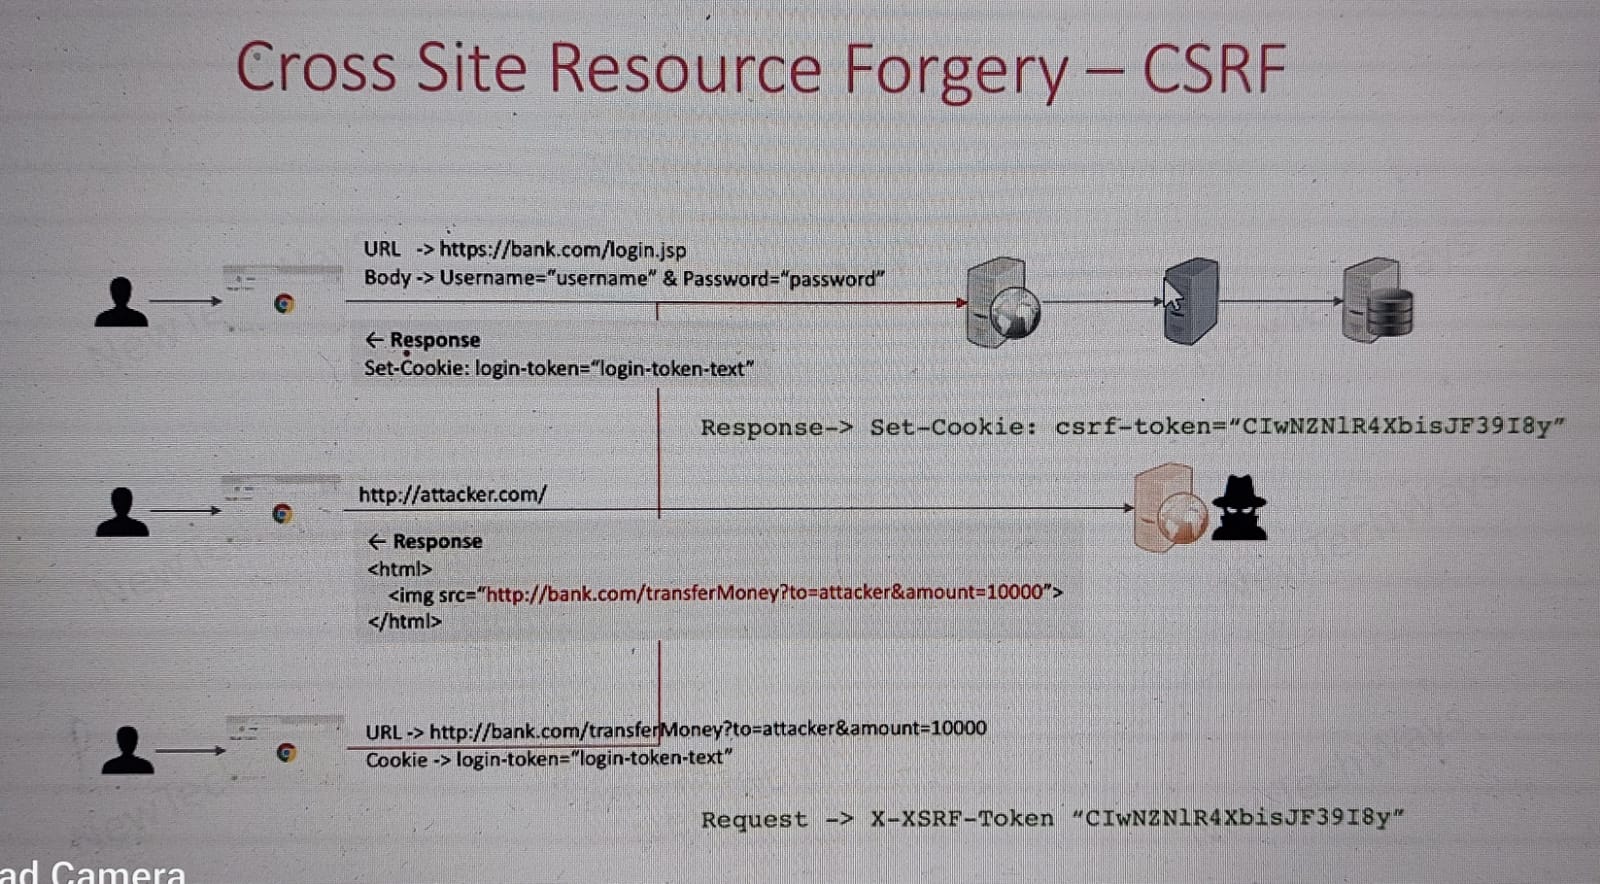 Cross Site Resource Forgery – CSRF
URL -> https://bank.com/login.jsp
Body -> Username="username" & Password="password"
← Response
Set-Cookie: login-token="login-token-text"
Response-> Set-Cookie: csrf-token="CIwNZNlR4XbisJF39I8y"
http://attacker.com/
← Response
<html>
<img src="http://bank.com/transferMoney?to=attacker&amount=10000">
</html>
URL -> http://bank.com/transferMoney?to=attacker&amount=10000
Cookie -> login-token="login-token-text"
Request -> X-XSRF-Token "CIwNZNlR4XbisJF39I8y"
ad Camera